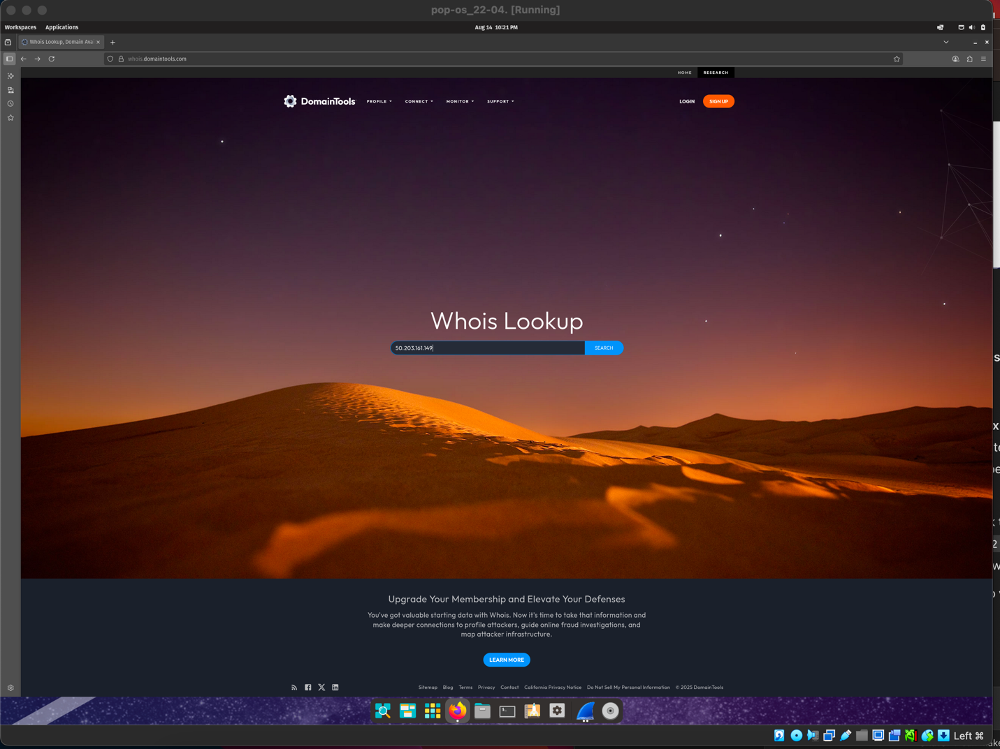 pop-os_22-04. [Running]
Workspaces Applications Aug 14 10:21 PM
Whois Lookup, Domain Ava
whois.domaintools.com
HOME RESEARCH
DomainTools PROFILE CONNECT MONITOR SUPPORT LOGIN SIGN UP
Whois Lookup
50.203.161.149 SEARCH
Upgrade Your Membership and Elevate Your Defenses
You've got valuable starting data with Whois. Now it's time to take that information and
make deeper connections to profile attackers, guide online fraud investigations, and
map attacker infrastructure.
LEARN MORE
Sitemap Blog Terms Privacy Contact California Privacy Notice Do Not Sell My Personal Information © 2025 DomainTools
Left ⌘